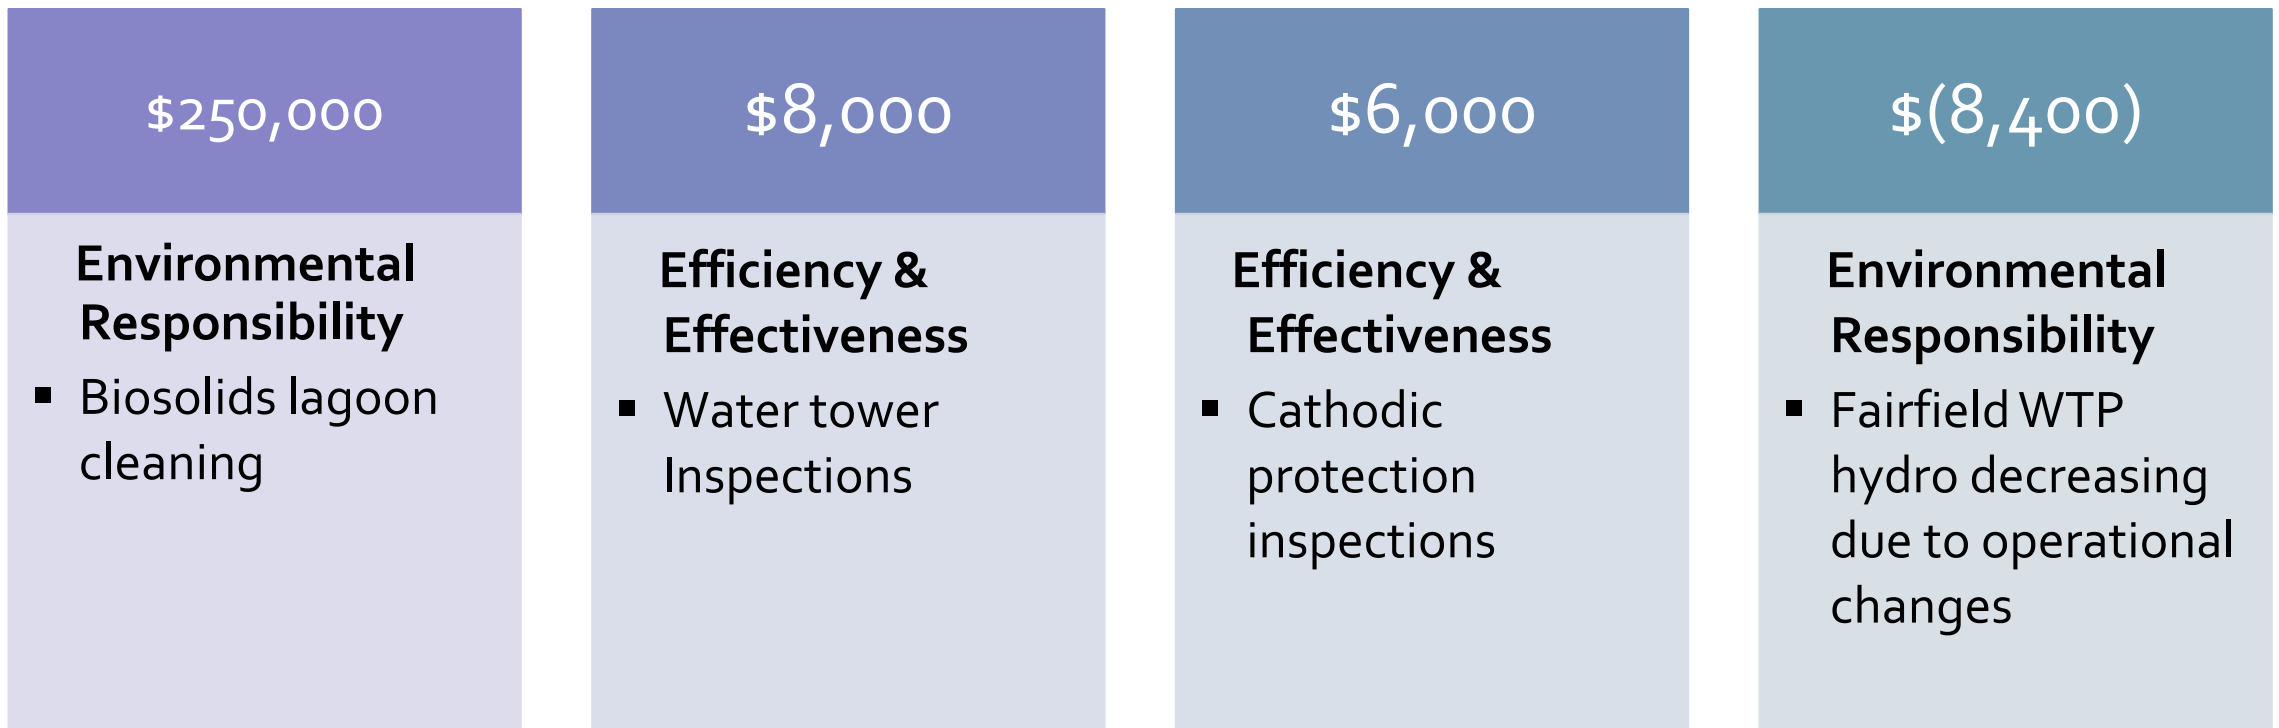 $250,000
Environmental
Responsibility
▪ Biosolids lagoon
cleaning
$8,000
Efficiency &
Effectiveness
▪ Water tower
Inspections
$6,000
Efficiency &
Effectiveness
▪ Cathodic
protection
inspections
$(8,400)
Environmental
Responsibility
▪ Fairfield WTP
hydro decreasing
due to operational
changes